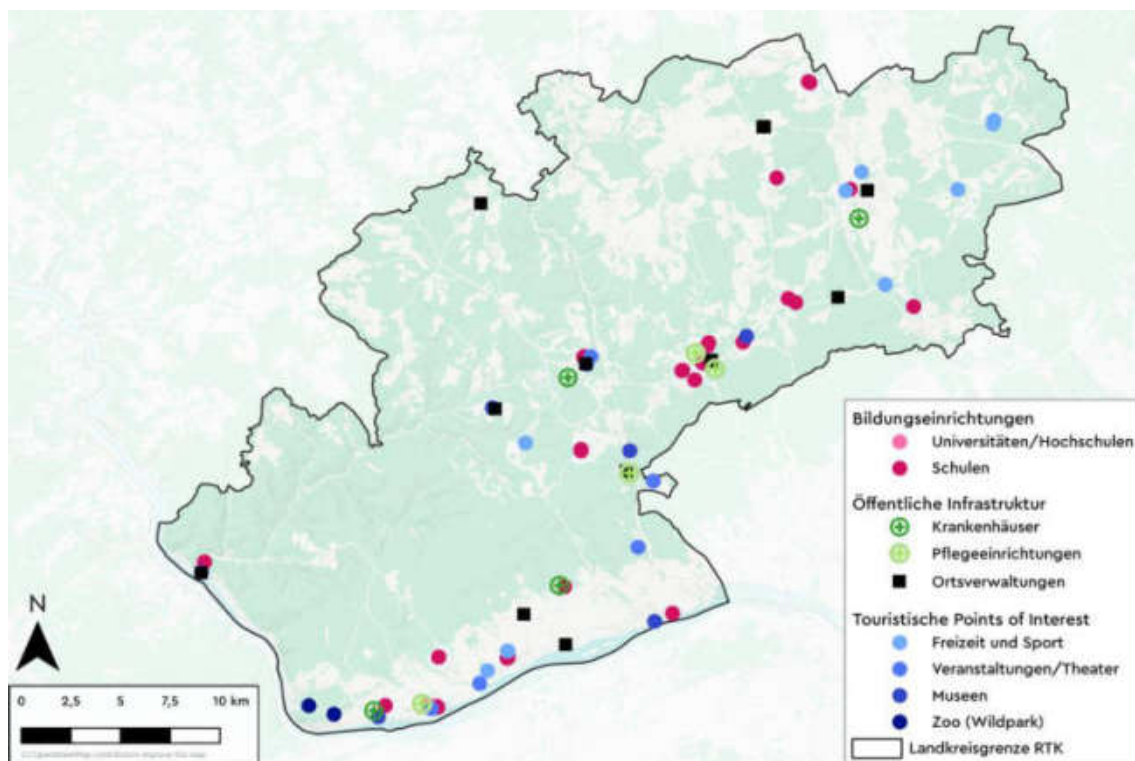 Bildungseinrichtungen
Universitäten/Hochschulen
Schulen
Öffentliche Infrastruktur
Krankenhäuser
Pflegeeinrichtungen
Ortsverwaltungen
Touristische Points of Interest
Freizeit und Sport
Veranstaltungen/Theater
Museen
Zoo (Wildpark)
Landkreisgrenze RTK
N
0 2,5 5 7,5 10 km